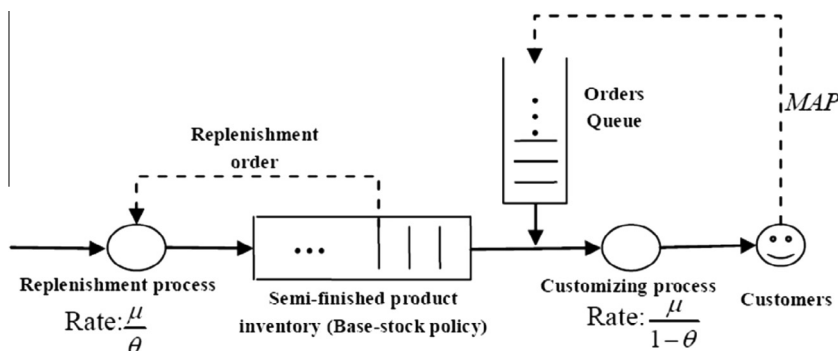 Orders
Queue
MAP
Replenishment
order
•••
Replenishment process
Rate: μ/θ
Semi-finished product
inventory (Base-stock policy)
Customizing process
Rate: μ/(1−θ)
Customers